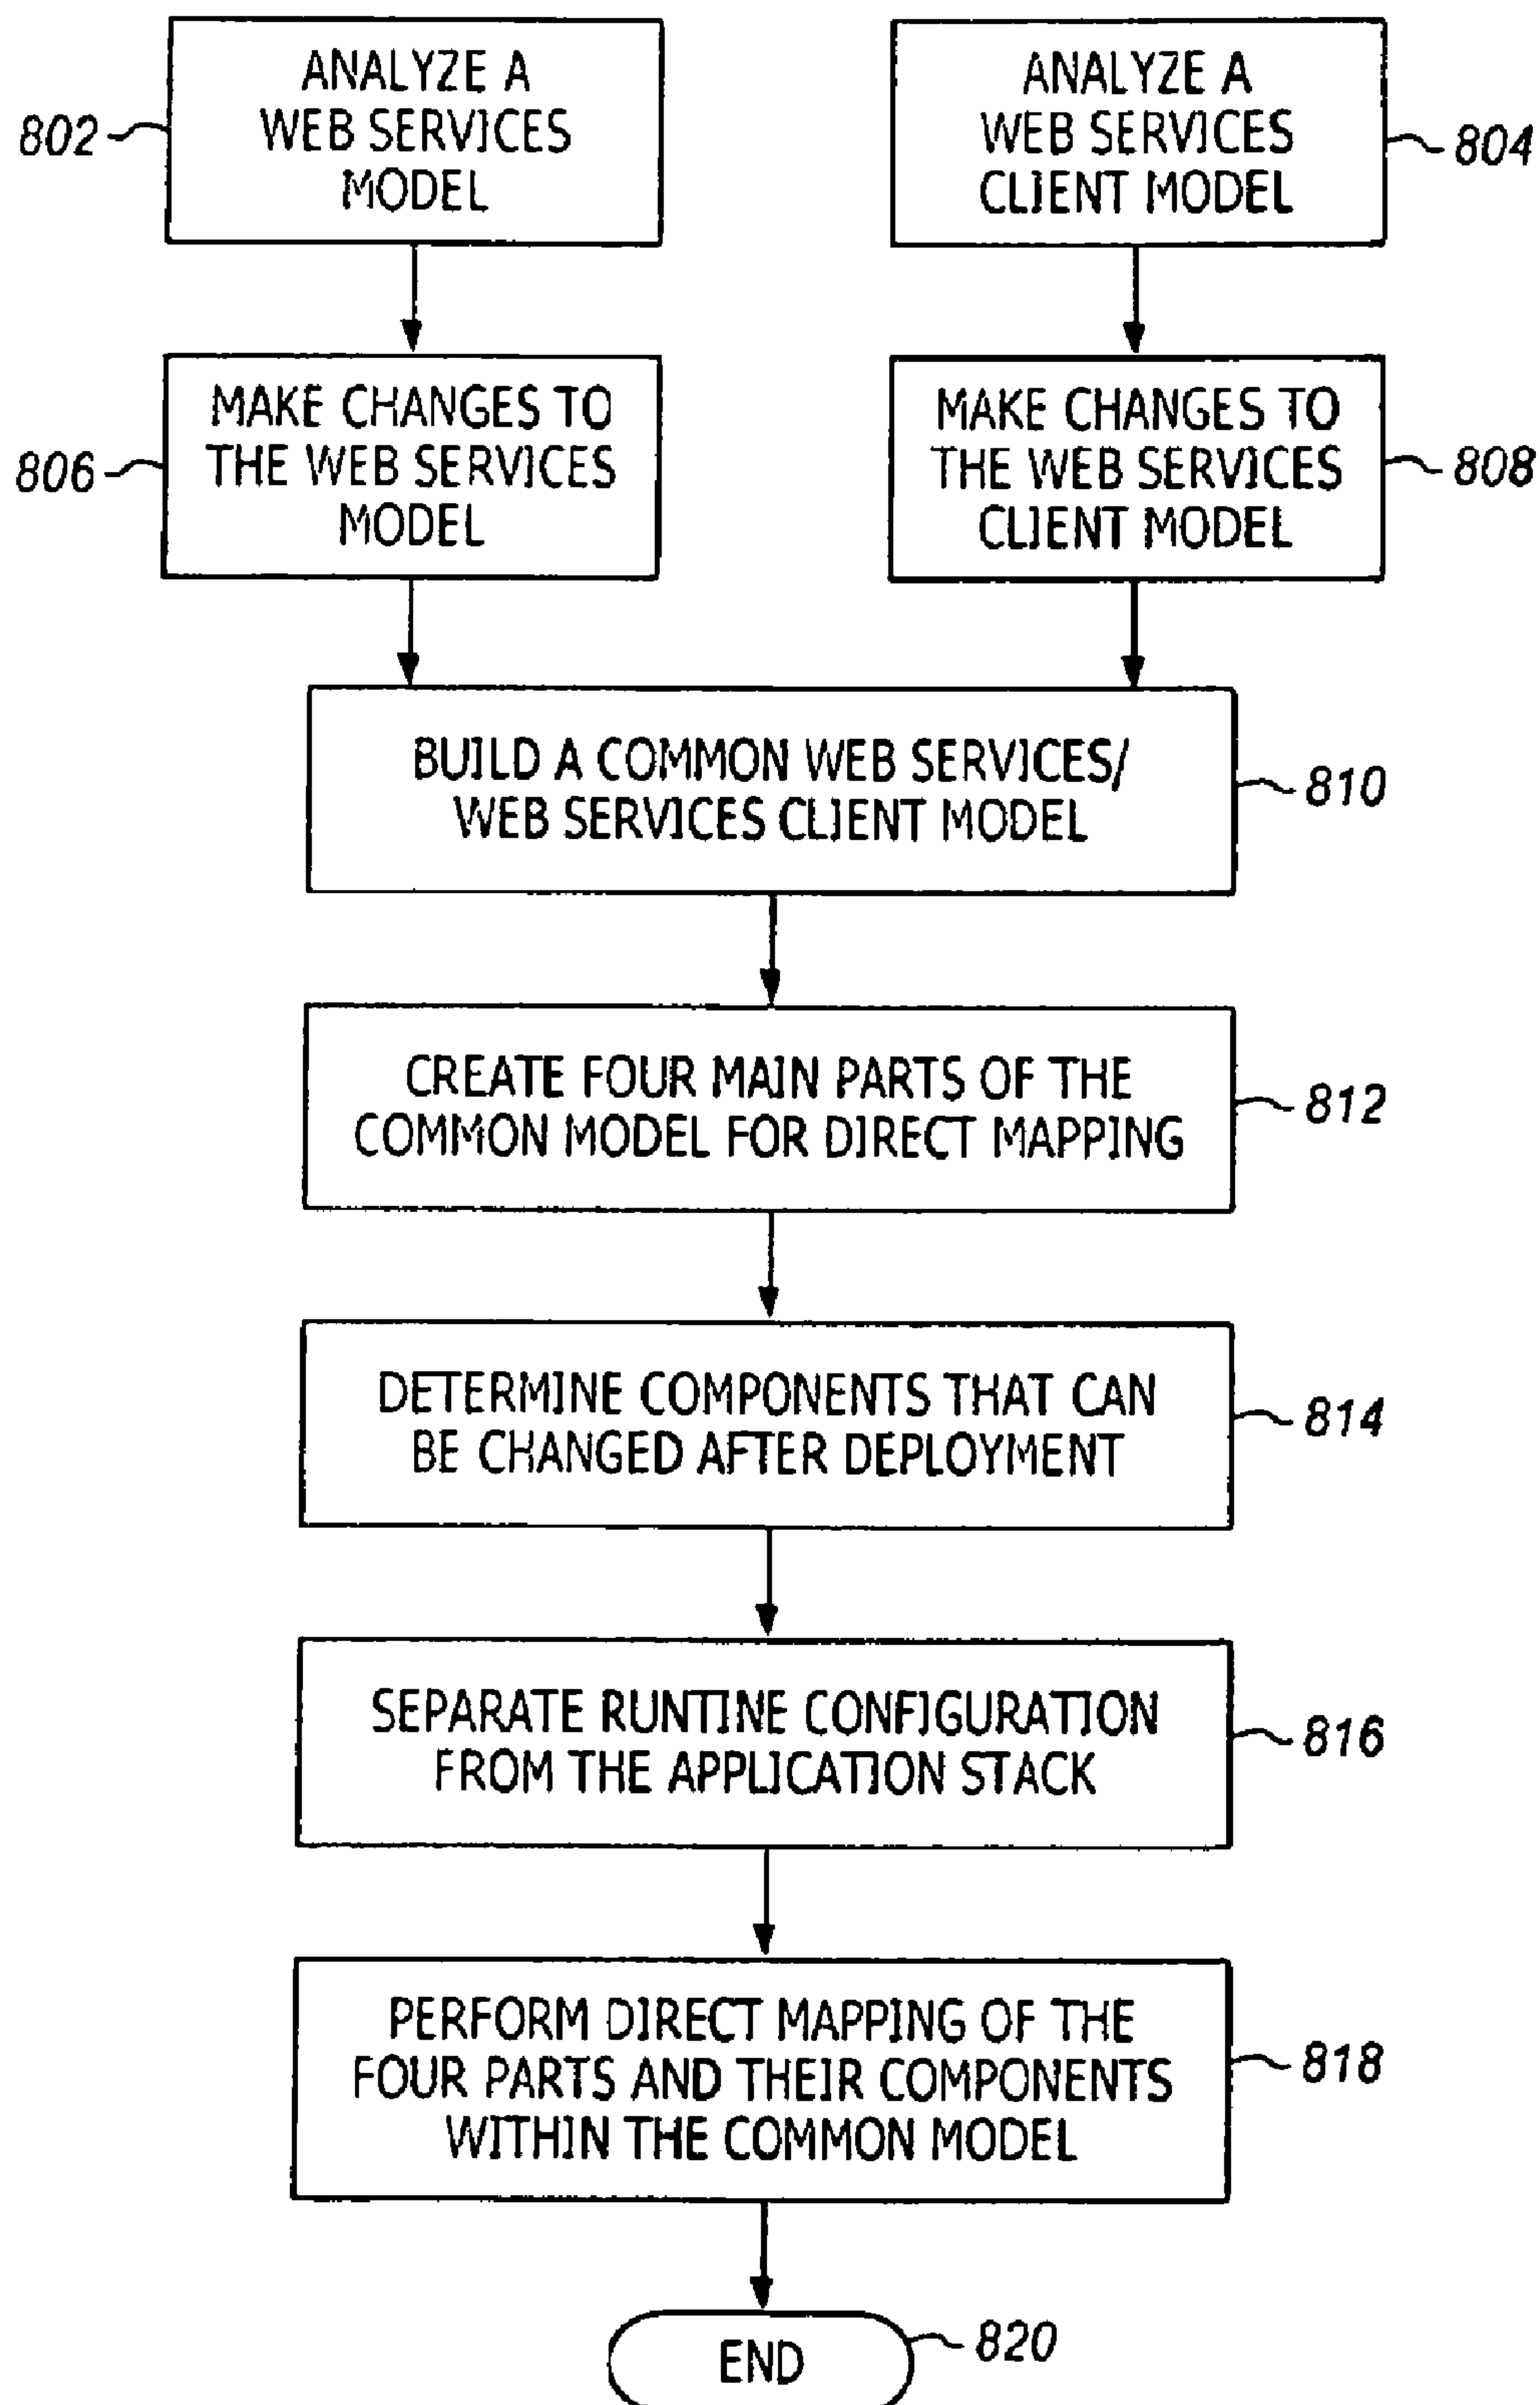 ANALYZE A
WEB SERVICES
MODEL
802
ANALYZE A
WEB SERVICES
CLIENT MODEL
804
MAKE CHANGES TO
THE WEB SERVICES
MODEL
806
MAKE CHANGES TO
THE WEB SERVICES
CLIENT MODEL
808
BUILD A COMMON WEB SERVICES/
WEB SERVICES CLIENT MODEL
810
CREATE FOUR MAIN PARTS OF THE
COMMON MODEL FOR DIRECT MAPPING
812
DETERMINE COMPONENTS THAT CAN
BE CHANGED AFTER DEPLOYMENT
814
SEPARATE RUNTINE CONFIGURATION
FROM THE APPLICATION STACK
816
PERFORM DIRECT MAPPING OF THE
FOUR PARTS AND THEIR COMPONENTS
WITHIN THE COMMON MODEL
818
END
820